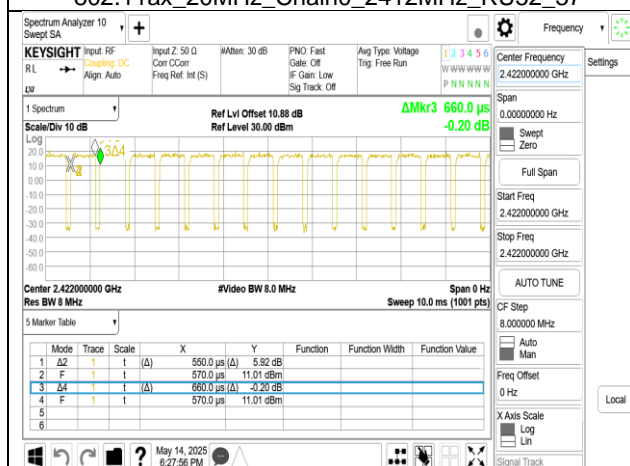 802.11ax_20MHz_Chain0_2412MHz_RU52_37
Spectrum Analyzer 10
Swept SA
Frequency
KEYSIGHT
RL
Input: RF
Coupling: DC
Align: Auto
Input Z: 50 Ω
Corr CCorr
Freq Ref: Int (S)
#Atten: 30 dB
PNO: Fast
Gate: Off
IF Gain: Low
Sig Track: Off
Avg Type: Voltage
Trig: Free Run
1 2 3 4 5 6
W W W W W W
P N N N N N
Center Frequency
2.422000000 GHz
Settings
Span
0.00000000 Hz
Swept
Zero
Full Span
Start Freq
2.422000000 GHz
Stop Freq
2.422000000 GHz
AUTO TUNE
CF Step
8.000000 MHz
Auto
Man
Freq Offset
0 Hz
Local
X Axis Scale
Log
Lin
Signal Track
1 Spectrum
Scale/Div 10 dB
Ref Lvl Offset 10.88 dB
Ref Level 30.00 dBm
ΔMkr3 660.0 µs
-0.20 dB
Log
20.0
10.0
0.00
-10.0
-20.0
-30.0
-40.0
-50.0
-60.0
3Δ4
Center 2.422000000 GHz
Res BW 8 MHz
#Video BW 8.0 MHz
Span 0 Hz
Sweep 10.0 ms (1001 pts)
5 Marker Table
Mode Trace Scale X Y Function Function Width Function Value
1 Δ2 1 t (Δ) 550.0 µs (Δ) 5.92 dB
2 F 1 t 570.0 µs 11.01 dBm
3 Δ4 1 t (Δ) 660.0 µs (Δ) -0.20 dB
4 F 1 t 570.0 µs 11.01 dBm
5
6
?
May 14, 2025
6:27:56 PM